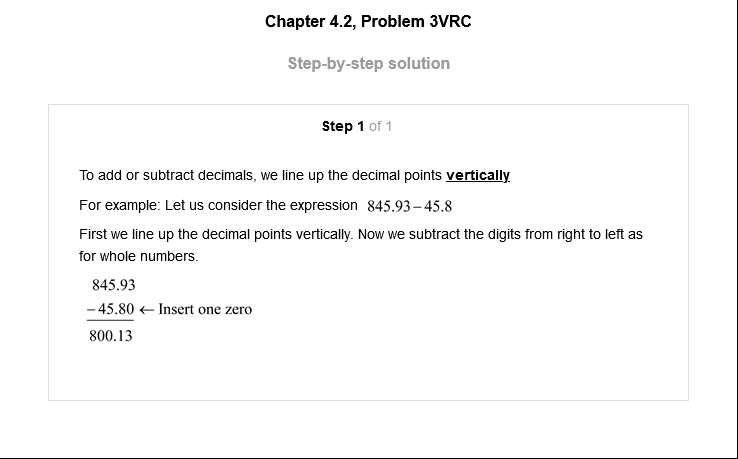 Chapter 4.2, Problem 3VRC
Step-by-step solution
Step 1 of 1
To add or subtract decimals, we line up the decimal points vertically
For example: Let us consider the expression 845.93 – 45.8
First we line up the decimal points vertically. Now we subtract the digits from right to left as
for whole numbers.
845.93
– 45.80 ← Insert one zero
800.13